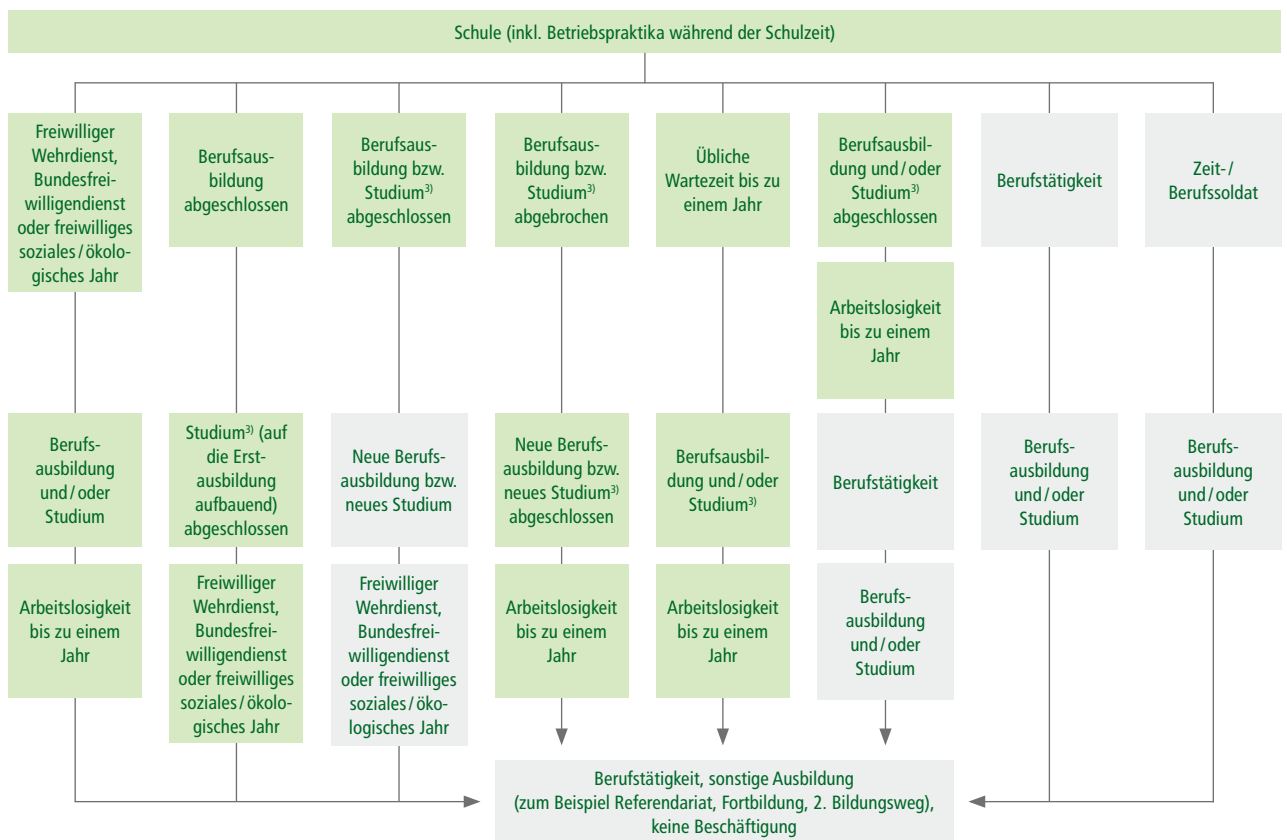 Schule (inkl. Betriebspraktika während der Schulzeit)
Freiwilliger
Wehrdienst,
Bundesfrei-
willigendienst
oder freiwilliges
soziales/ökolo-
gisches Jahr
Berufsaus-
bildung
abgeschlossen
Berufsaus-
bildung bzw.
Studium³⁾
abgeschlossen
Berufsaus-
bildung bzw.
Studium³⁾
abgebrochen
Übliche
Wartezeit bis zu
einem Jahr
Berufsausbil-
dung und/oder
Studium³⁾
abgeschlossen
Berufstätigkeit
Zeit-/
Berufssoldat
Arbeitslosigkeit
bis zu einem
Jahr
Berufs-
ausbildung
und/oder
Studium
Studium³⁾ (auf
die Erst-
ausbildung
aufbauend)
abgeschlossen
Neue Berufs-
ausbildung bzw.
neues Studium
Neue Berufs-
ausbildung bzw.
neues Studium³⁾
abgeschlossen
Berufsausbil-
dung und/oder
Studium³⁾
Berufstätigkeit
Berufs-
ausbildung
und/oder
Studium
Berufs-
ausbildung
und/oder
Studium
Arbeitslosigkeit
bis zu einem
Jahr
Freiwilliger
Wehrdienst,
Bundesfrei-
willigendienst
oder freiwilliges
soziales/ökolo-
gisches Jahr
Freiwilliger
Wehrdienst,
Bundesfrei-
willigendienst
oder freiwilliges
soziales/öko-
logisches Jahr
Arbeitslosigkeit
bis zu einem
Jahr
Arbeitslosigkeit
bis zu einem
Jahr
Berufs-
ausbildung
und/oder
Studium
Berufstätigkeit, sonstige Ausbildung
(zum Beispiel Referendariat, Fortbildung, 2. Bildungsweg),
keine Beschäftigung